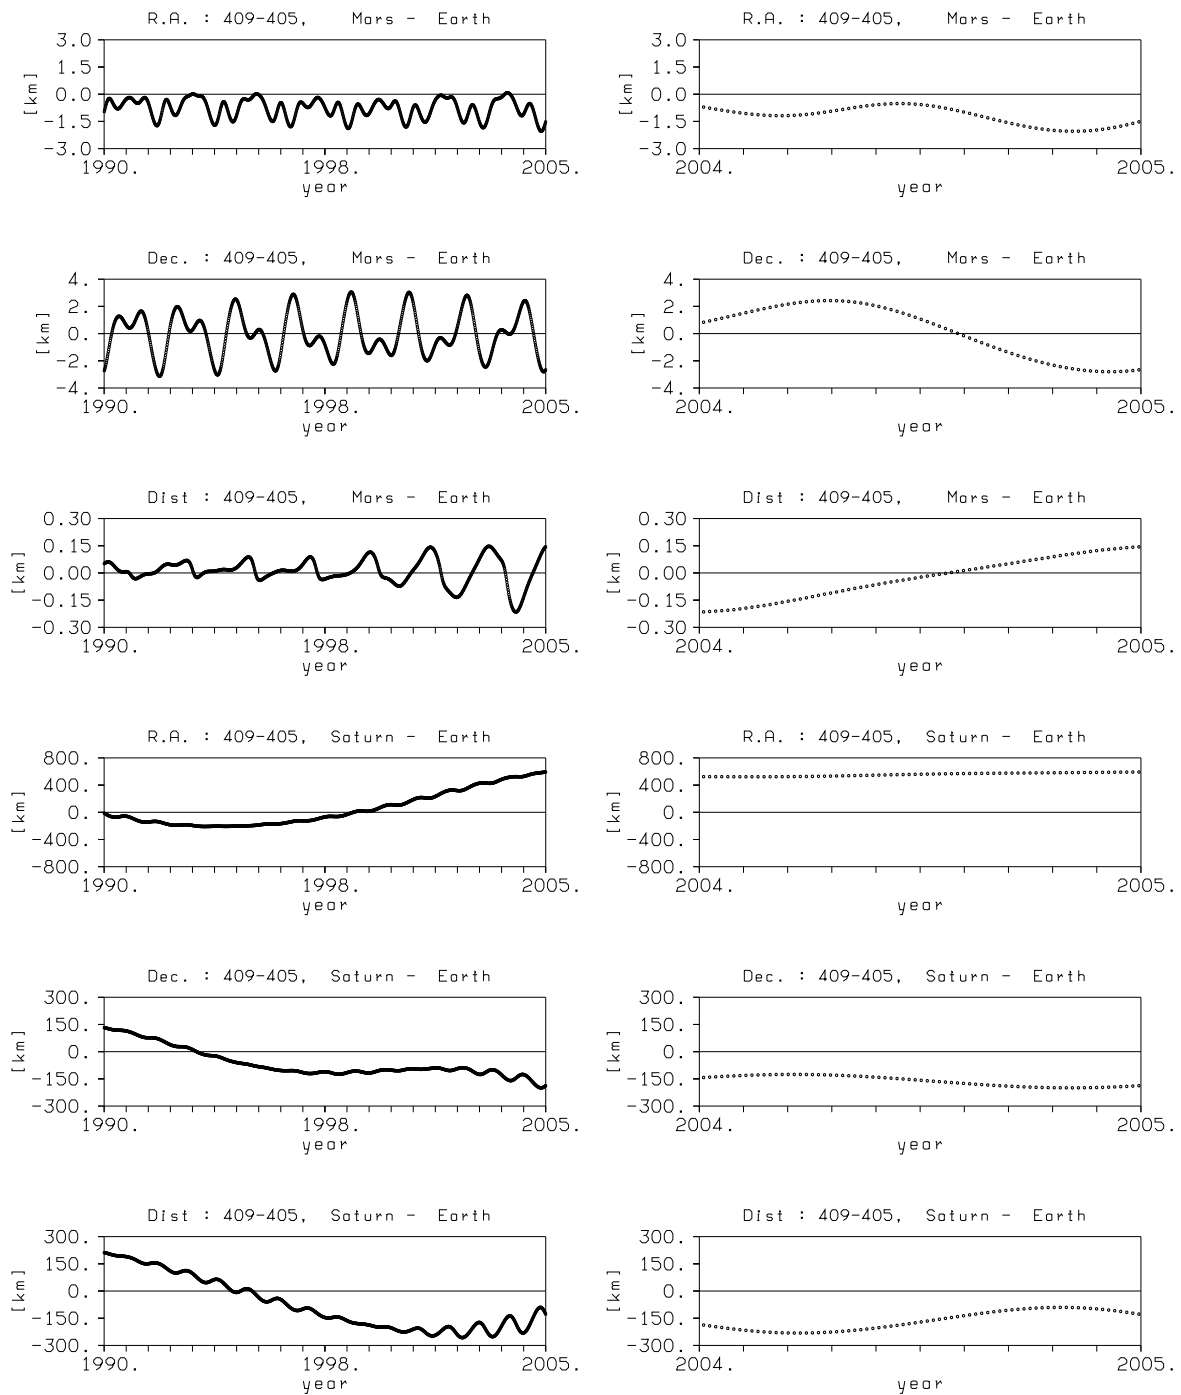 R.A. : 409-405, Mars - Earth
3.0
1.5
0.0
-1.5
-3.0
[km]
1990. 1998. 2005.
year
R.A. : 409-405, Mars - Earth
3.0
1.5
0.0
-1.5
-3.0
[km]
2004. 2005.
year
Dec. : 409-405, Mars - Earth
4.
2.
0.
-2.
-4.
[km]
1990. 1998. 2005.
year
Dec. : 409-405, Mars - Earth
4.
2.
0.
-2.
-4.
[km]
2004. 2005.
year
Dist : 409-405, Mars - Earth
0.30
0.15
0.00
-0.15
-0.30
[km]
1990. 1998. 2005.
year
Dist : 409-405, Mars - Earth
0.30
0.15
0.00
-0.15
-0.30
[km]
2004. 2005.
year
R.A. : 409-405, Saturn - Earth
800.
400.
0.
-400.
-800.
[km]
1990. 1998. 2005.
year
R.A. : 409-405, Saturn - Earth
800.
400.
0.
-400.
-800.
[km]
2004. 2005.
year
Dec. : 409-405, Saturn - Earth
300.
150.
0.
-150.
-300.
[km]
1990. 1998. 2005.
year
Dec. : 409-405, Saturn - Earth
300.
150.
0.
-150.
-300.
[km]
2004. 2005.
year
Dist : 409-405, Saturn - Earth
300.
150.
0.
-150.
-300.
[km]
1990. 1998. 2005.
year
Dist : 409-405, Saturn - Earth
300.
150.
0.
-150.
-300.
[km]
2004. 2005.
year